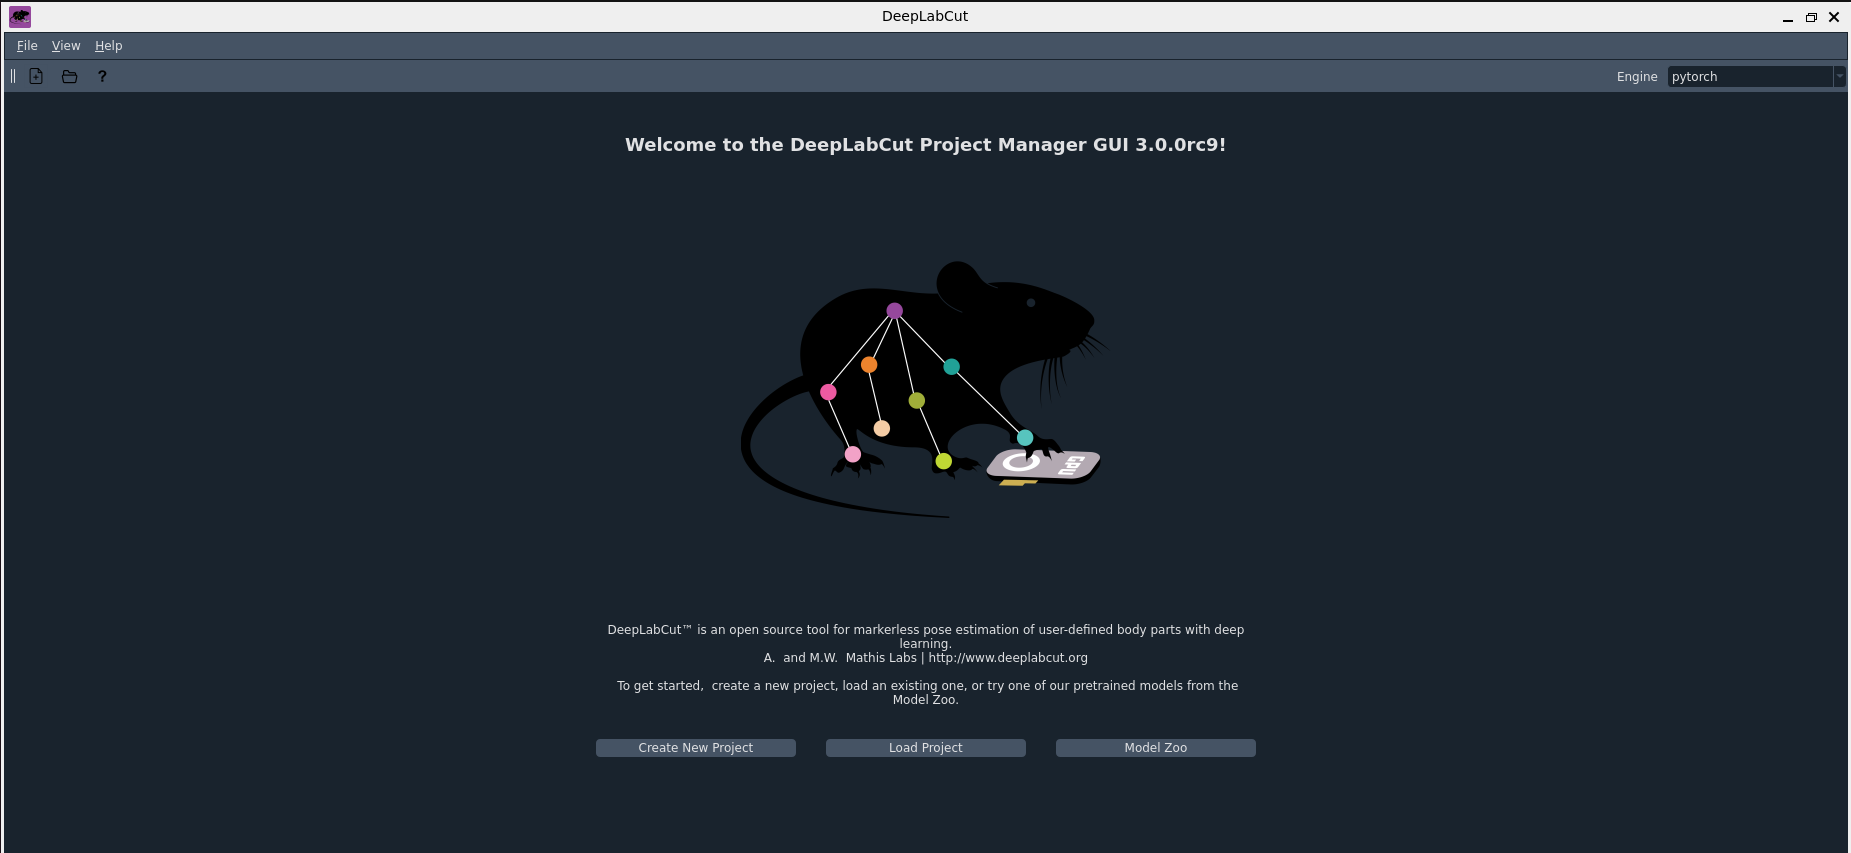 DeepLabCut
File View Help
? Engine pytorch
Welcome to the DeepLabCut Project Manager GUI 3.0.0rc9!
GPU
DeepLabCut™ is an open source tool for markerless pose estimation of user-defined body parts with deep
learning.
A. and M.W. Mathis Labs | http://www.deeplabcut.org
To get started, create a new project, load an existing one, or try one of our pretrained models from the
Model Zoo.
Create New Project Load Project Model Zoo